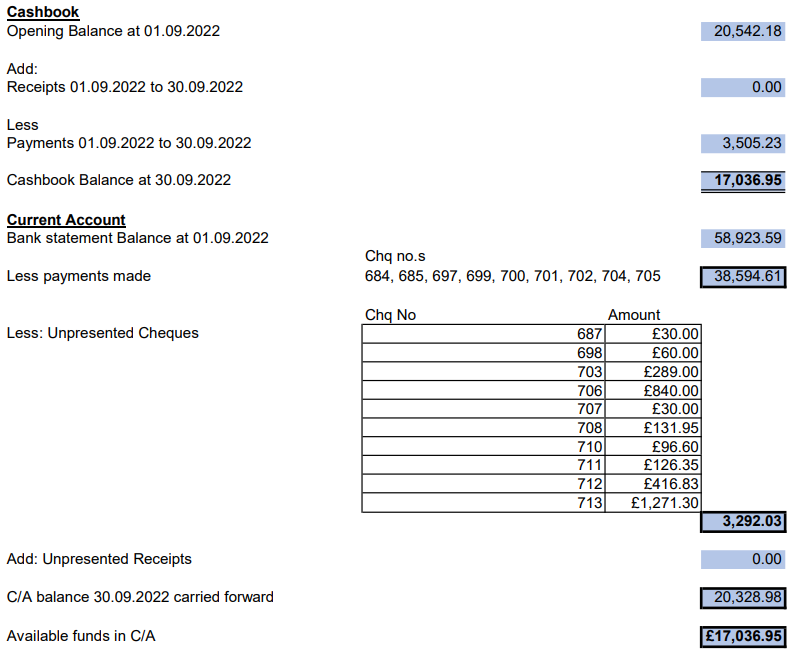 Cashbook
Opening Balance at 01.09.2022 20,542.18
Add:
Receipts 01.09.2022 to 30.09.2022 0.00
Less
Payments 01.09.2022 to 30.09.2022 3,505.23
Cashbook Balance at 30.09.2022 17,036.95
Current Account
Bank statement Balance at 01.09.2022 58,923.59
Chq no.s
Less payments made 684, 685, 697, 699, 700, 701, 702, 704, 705 38,594.61
Chq No Amount
Less: Unpresented Cheques 687 £30.00
698 £60.00
703 £289.00
706 £840.00
707 £30.00
708 £131.95
710 £96.60
711 £126.35
712 £416.83
713 £1,271.30
3,292.03
Add: Unpresented Receipts 0.00
C/A balance 30.09.2022 carried forward 20,328.98
Available funds in C/A £17,036.95